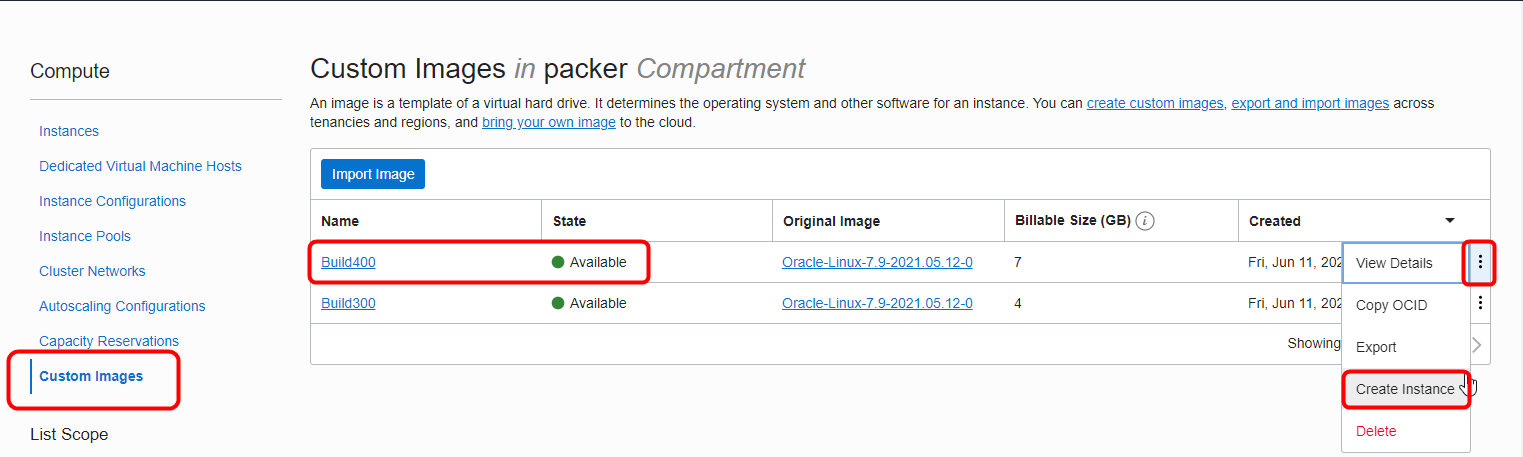 Compute
Instances
Dedicated Virtual Machine Hosts
Instance Configurations
Instance Pools
Cluster Networks
Autoscaling Configurations
Capacity Reservations
Custom Images
List Scope
Custom Images in packer Compartment
An image is a template of a virtual hard drive. It determines the operating system and other software for an instance. You can create custom images, export and import images across
tenancies and regions, and bring your own image to the cloud.
Import Image
Name State Original Image Billable Size (GB) i Created
Build400 Available Oracle-Linux-7.9-2021.05.12-0 7 Fri, Jun 11, 202
Build300 Available Oracle-Linux-7.9-2021.05.12-0 4 Fri, Jun 11, 202
Showing
View Details
Copy OCID
Export
Create Instance
Delete